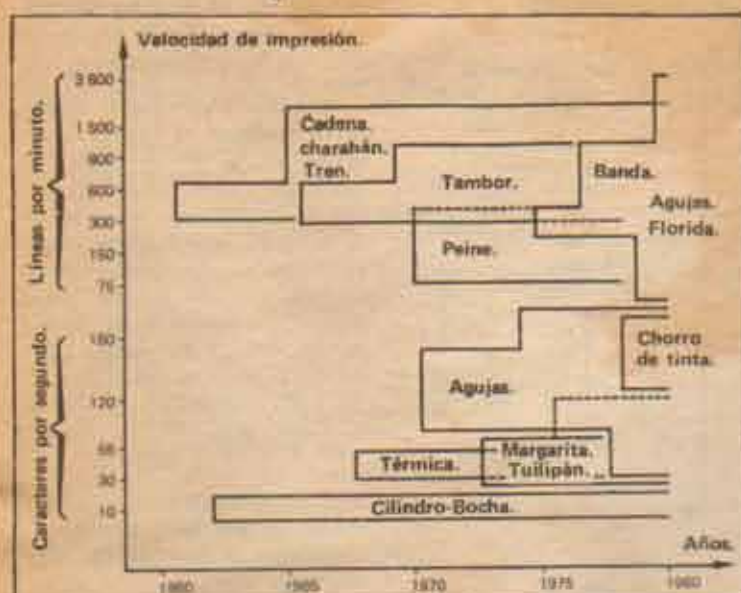 Velocidad de impresión.
Líneas por minuto.
3 600
1 500
900
600
300
150
75
Cadena.
charahán.
Tren.
Tambor.
Banda.
Agujas.
Florida.
Peine.
Caracteres por segundo.
180
120
30
10
Agujas.
Chorro
de tinta.
Térmica.
Margarita.
Tuilipán.
Cilindro-Bocha.
Años.
1960
1965
1970
1975
1980